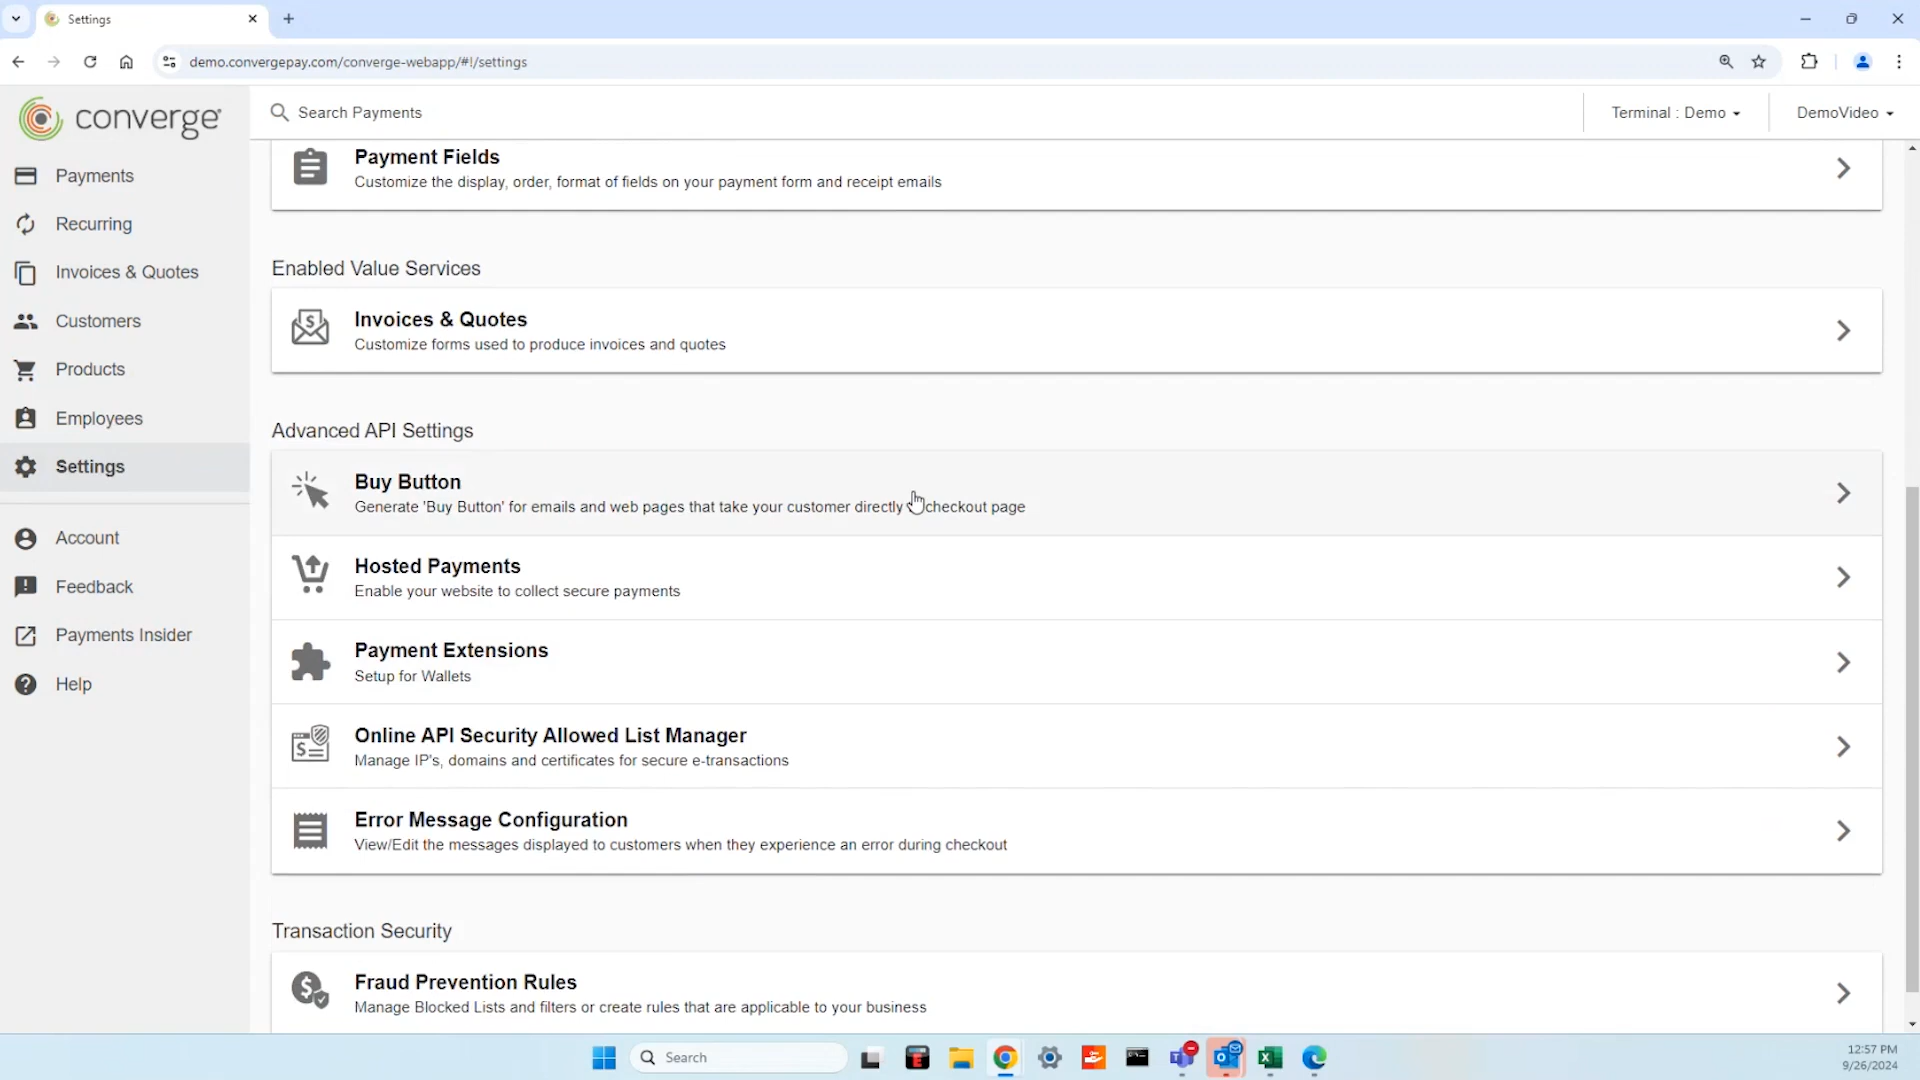 Settings
demo.convergepay.com/converge-webapp/#!/settings
converge
Search Payments
Terminal : Demo
DemoVideo
Payments
Recurring
Invoices & Quotes
Customers
Products
Employees
Settings
Account
Feedback
Payments Insider
Help
Payment Fields
Customize the display, order, format of fields on your payment form and receipt emails
Enabled Value Services
Invoices & Quotes
Customize forms used to produce invoices and quotes
Advanced API Settings
Buy Button
Generate 'Buy Button' for emails and web pages that take your customer directly checkout page
Hosted Payments
Enable your website to collect secure payments
Payment Extensions
Setup for Wallets
Online API Security Allowed List Manager
Manage IP's, domains and certificates for secure e-transactions
Error Message Configuration
View/Edit the messages displayed to customers when they experience an error during checkout
Transaction Security
Fraud Prevention Rules
Manage Blocked Lists and filters or create rules that are applicable to your business
Search
12:57 PM
9/26/2024